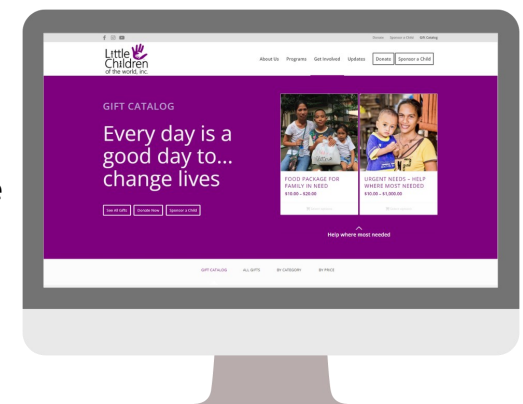 Donate Sponsor a Child Gift Catalog
Little
Children
of the world, inc.
About Us Programs Get Involved Updates Donate Sponsor a Child
GIFT CATALOG
Every day is a
good day to...
change lives
See All Gifts Donate Now Sponsor a Child
FOOD PACKAGE FOR
FAMILY IN NEED
$10.00 – $20.00
URGENT NEEDS – HELP
WHERE MOST NEEDED
$10.00 – $1,000.00
Help where most needed
GIFT CATALOG ALL GIFTS BY CATEGORY BY PRICE
e